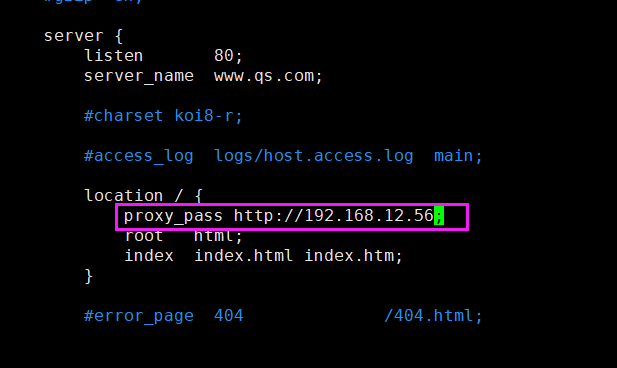 server {
listen 80;
server_name www.qs.com;
#charset koi8-r;
#access_log logs/host.access.log main;
location / {
proxy_pass http://192.168.12.56;
root html;
index index.html index.htm;
}
#error_page 404 /404.html;